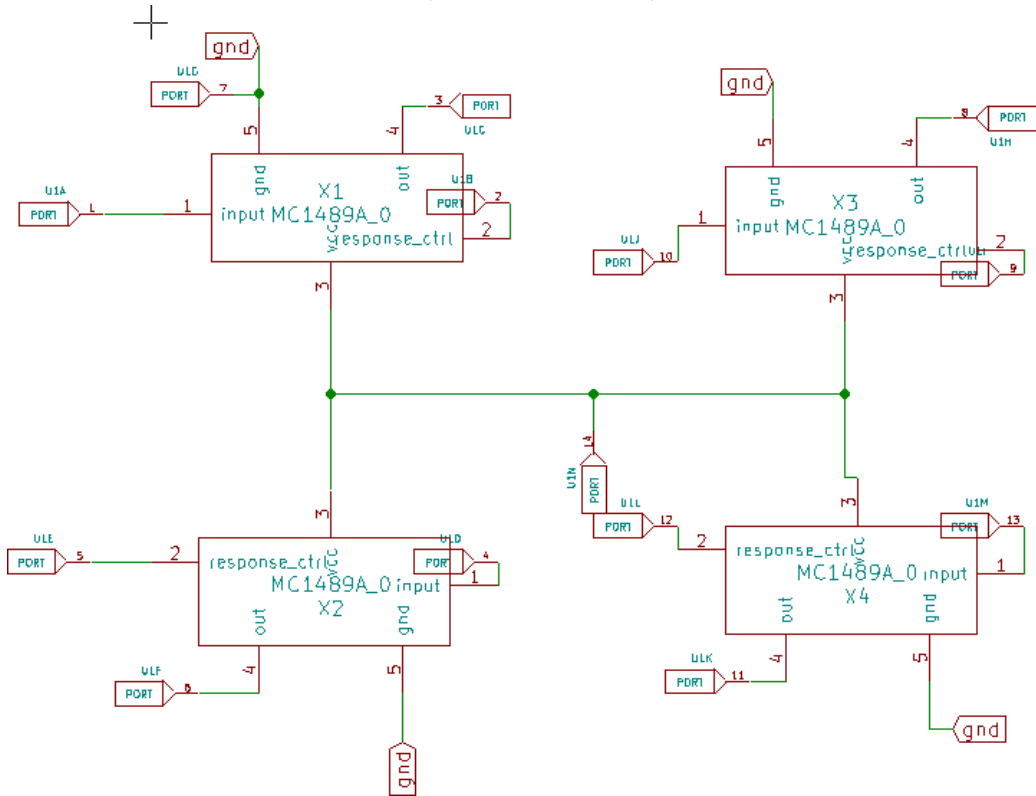 gnd
U1G
PORT 7
5
gnd
3 PORT
U1C
4
out
X1
U1A
PORT 1
1
input MC1489A_0
U1B
PORT 2
response_ctrl 2
vcc
3
gnd
5
gnd
8 PORT
U1H
4
out
X3
1
input MC1489A_0
U1J
PORT 10
response_ctrl 2
U1I
PORT 9
vcc
3
14
U1N
PORT
3
U1E
PORT 5
2
response_ctrl
vcc
U1D
PORT 4
MC1489A_0 input 1
X2
out
gnd
4
5
U1F
PORT 6
gnd
3
U1L
PORT 12
2
response_ctrl
vcc
U1M
PORT 13
MC1489A_0 input 1
X4
out
gnd
4
5
U1K
PORT 11
gnd